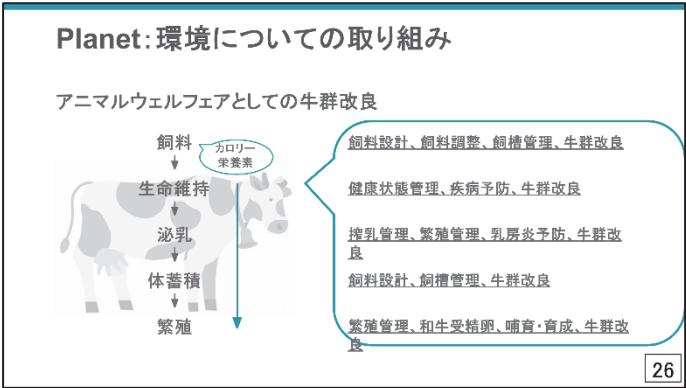 Planet：環境についての取り組み
アニマルウェルフェアとしての牛群改良
飼料
カロリー
栄養素
生命維持
泌乳
体蓄積
繁殖
飼料設計、飼料調整、飼槽管理、牛群改良
健康状態管理、疾病予防、牛群改良
搾乳管理、繁殖管理、乳房炎予防、牛群改
良
飼料設計、飼槽管理、牛群改良
繁殖管理、和牛受精卵、哺育・育成、牛群改
良
26